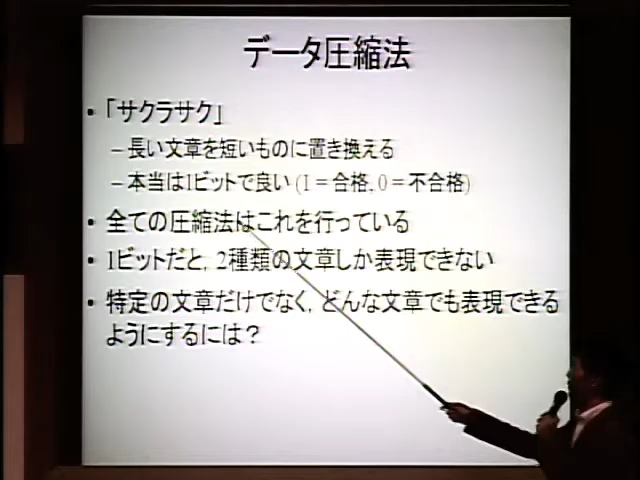 データ圧縮法
• 「サクラサク」
– 長い文章を短いものに置き換える
– 本当は1ビットで良い (1 = 合格, 0 = 不合格)
• 全ての圧縮法はこれを行っている
• 1ビットだと, 2種類の文章しか表現できない
• 特定の文章だけでなく, どんな文章でも表現できる
ようにするには？